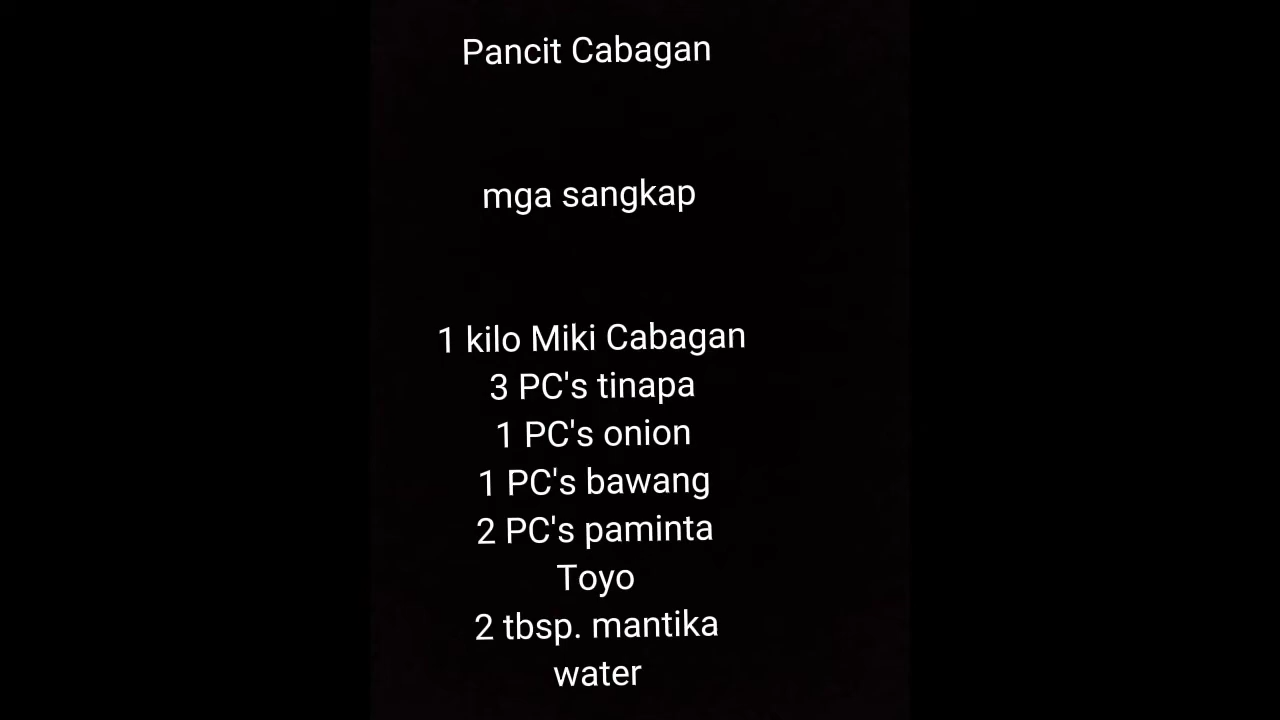 Pancit Cabagan
mga sangkap
1 kilo Miki Cabagan
3 PC's tinapa
1 PC's onion
1 PC's bawang
2 PC's paminta
Toyo
2 tbsp. mantika
water